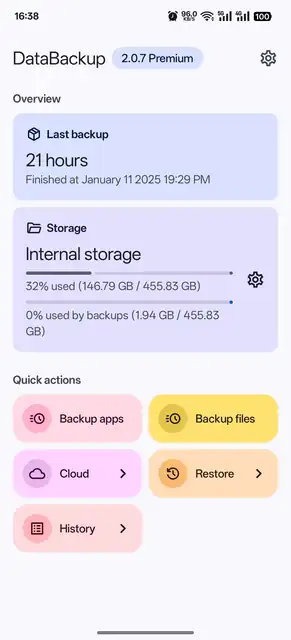 16:38
96.0 KB/S 5G 4G 100
DataBackup
2.0.7 Premium
Overview
Last backup
21 hours
Finished at January 11 2025 19:29 PM
Storage
Internal storage
32% used (146.79 GB / 455.83 GB)
0% used by backups (1.94 GB / 455.83
GB)
Quick actions
Backup apps
Backup files
Cloud
Restore
History